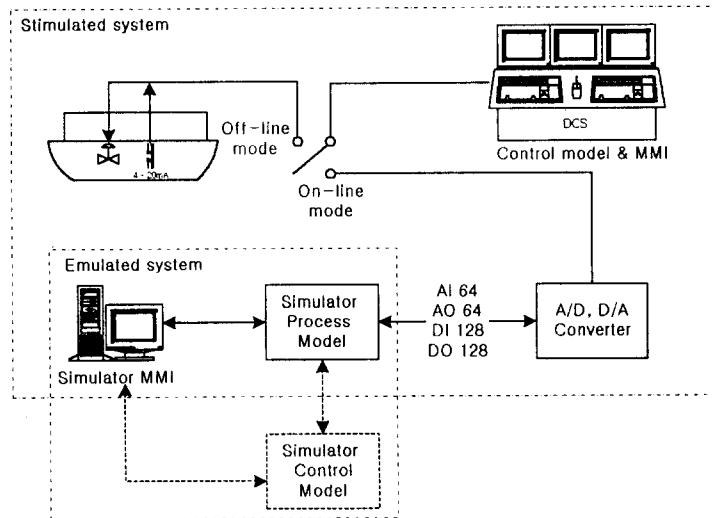 Stimulated system
DCS
Control model & MMI
Off-line
mode
On-line
mode
4 - 20mA
Emulated system
Simulator MMI
Simulator
Process
Model
AI 64
AO 64
DI 128
DO 128
A/D, D/A
Converter
Simulator
Control
Model